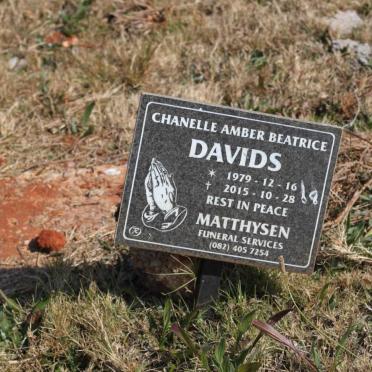 CHANELLE AMBER BEATRICE
DAVIDS
* 1979 - 12 - 16
† 2015 - 10 - 28
REST IN PEACE
MATTHYSEN
FUNERAL SERVICES
(082) 405 7254